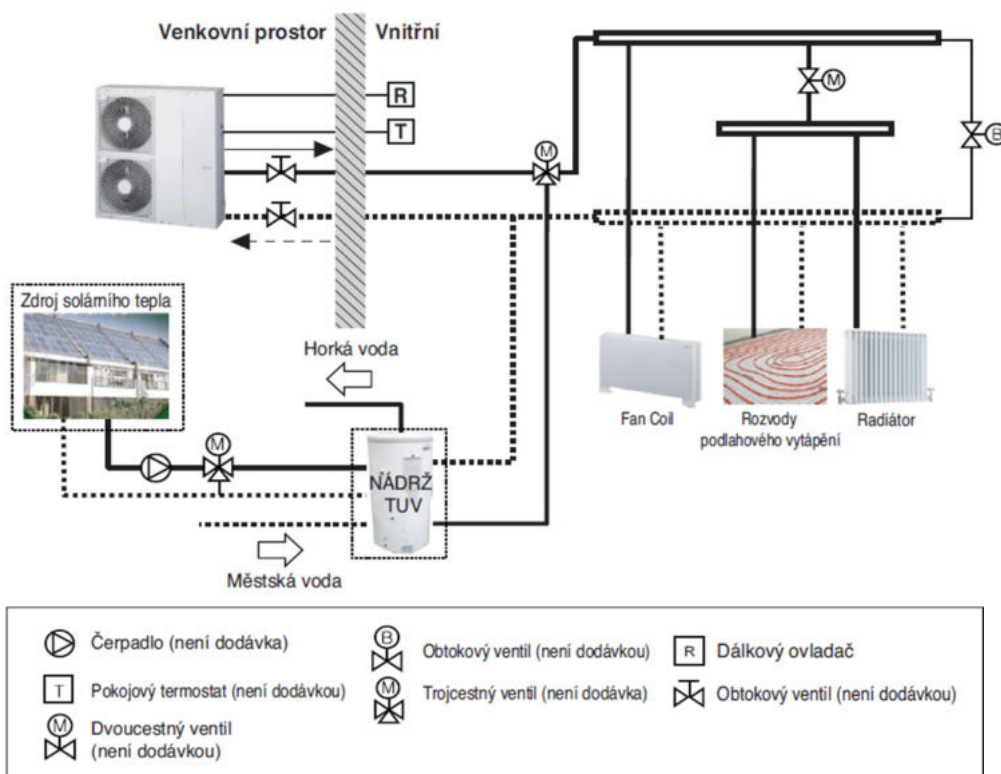 Venkovní prostor
Vnitřní
R
T
M
M
B
Zdroj solárního tepla
Horká voda
M
NÁDRŽ
TUV
Městská voda
Fan Coil
Rozvody
podlahového vytápění
Radiátor
Čerpadlo (není dodávka)
T Pokojový termostat (není dodávkou)
M Dvoucestný ventil
(není dodávkou)
B Obtokový ventil (není dodávkou)
M Trojcestný ventil (není dodávka)
R Dálkový ovladač
Obtokový ventil (není dodávkou)